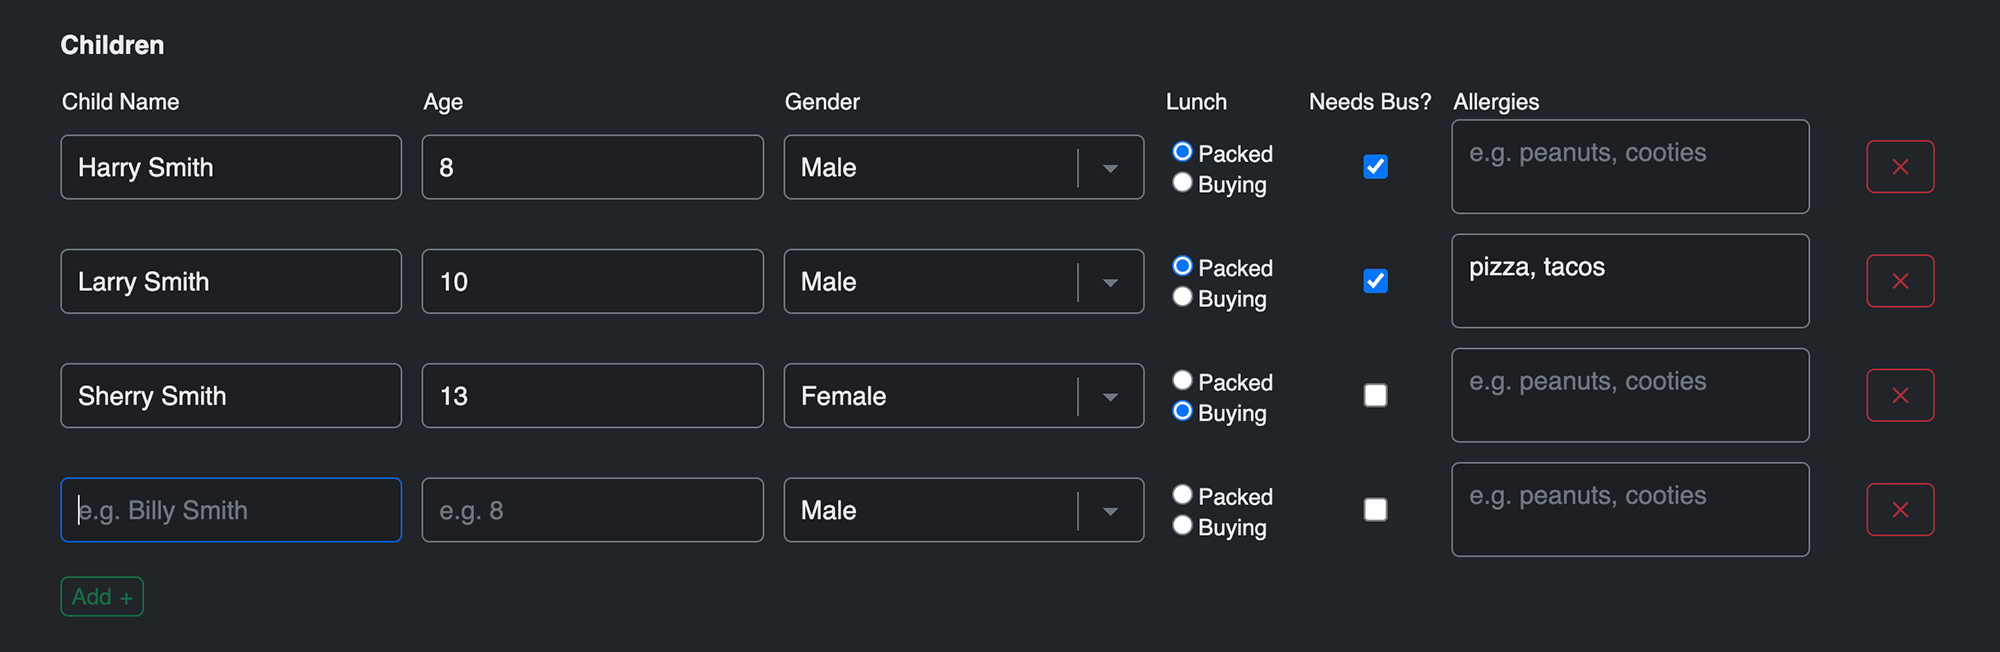 Children
Child Name Age Gender Lunch Needs Bus? Allergies
Harry Smith 8 Male Packed e.g. peanuts, cooties
Buying
Larry Smith 10 Male Packed pizza, tacos
Buying
Sherry Smith 13 Female Packed e.g. peanuts, cooties
Buying
e.g. Billy Smith e.g. 8 Male Packed e.g. peanuts, cooties
Buying
Add +